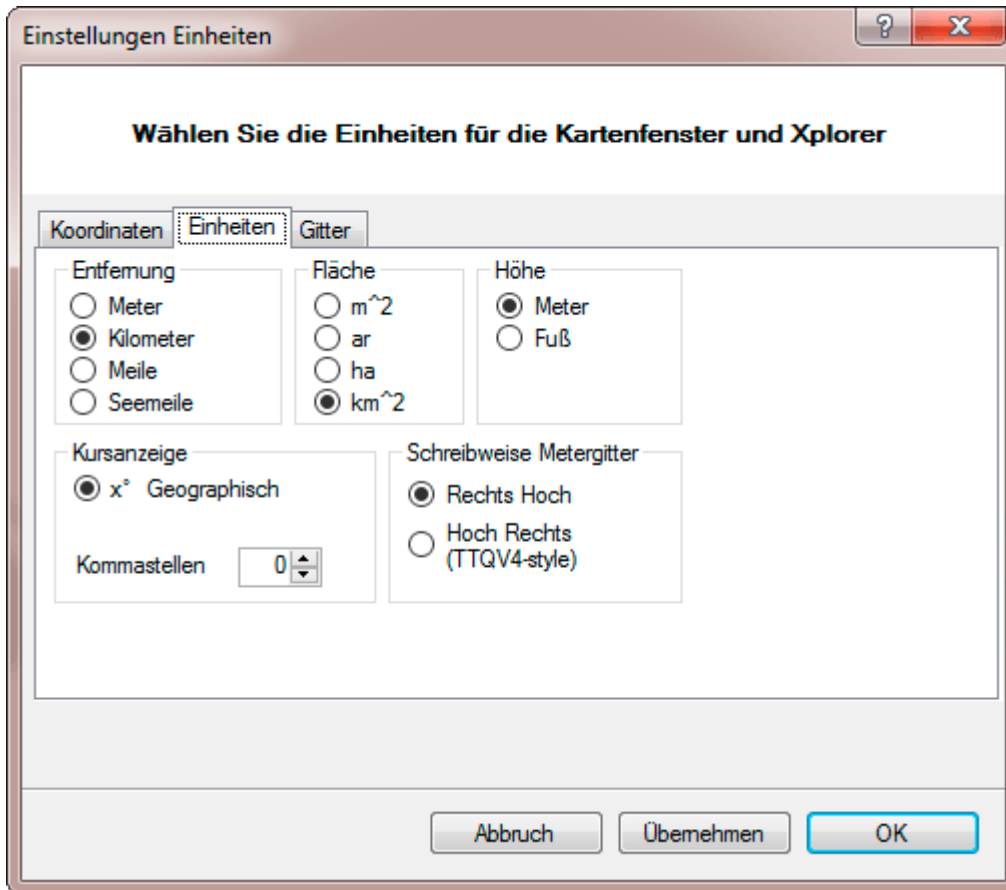 Einstellungen Einheiten
Wählen Sie die Einheiten für die Kartenfenster und Xplorer
Koordinaten Einheiten Gitter
Entfernung
Meter
Kilometer
Meile
Seemeile
Fläche
m^2
ar
ha
km^2
Höhe
Meter
Fuß
Kursanzeige
x° Geographisch
Kommastellen 0
Schreibweise Metergitter
Rechts Hoch
Hoch Rechts
(TTQV4-style)
Abbruch Übernehmen OK